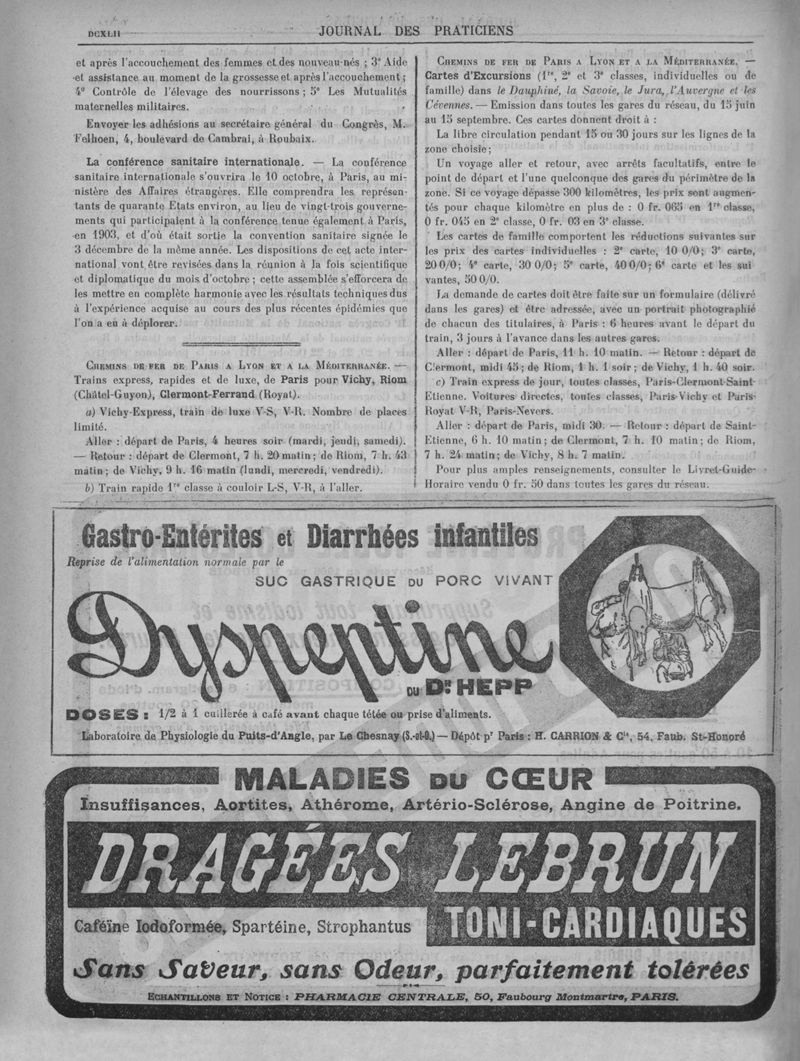 DCXLII
JOURNAL DES PRATICIENS
et après l'accouchement des femmes et des nouveau-nés ; 3° Aide
et assistance au moment de la grossesse et après l'accouchement ;
4° Contrôle de l'élevage des nourrissons ; 5° Les Mutualités
maternelles militaires.
Envoyer les adhésions au secrétaire général du Congrès, M.
Felhoen, 4, boulevard de Cambrai, à Roubaix.
La conférence sanitaire internationale. — La conférence
sanitaire internationale s'ouvrira le 10 octobre, à Paris, au mi-
nistère des Affaires étrangères. Elle comprendra les représen-
tants de quarante Etats environ, au lieu de vingt-trois gouverne-
ments qui participaient à la conférence tenue également à Paris,
en 1903, et d'où était sortie la convention sanitaire signée le
3 décembre de la même année. Les dispositions de cet acte inter-
national vont être revisées dans la réunion à la fois scientifique
et diplomatique du mois d'octobre ; cette assemblée s'efforcera de
les mettre en complète harmonie avec les résultats techniques dus
à l'expérience acquise au cours des plus récentes épidémies que
l'on a eu à déplorer.
CHEMINS DE FER DE PARIS A LYON ET A LA MÉDITERRANÉE. —
Trains express, rapides et de luxe, de Paris pour Vichy, Riom
(Châtel-Guyon), Clermont-Ferrand (Royat).
a) Vichy-Express, train de luxe V-S, V-R. Nombre de places
limité.
Aller : départ de Paris, 4 heures soir (mardi, jeudi, samedi).
— Retour : départ de Clermont, 7 h. 20 matin ; de Riom, 7 h. 43
matin ; de Vichy, 9 h. 16 matin (lundi, mercredi, vendredi).
b) Train rapide 1re classe à couloir L-S, V-R, à l'aller.
CHEMINS DE FER DE PARIS A LYON ET A LA MÉDITERRANÉE. —
Cartes d'Excursions (1re, 2e et 3e classes, individuelles ou de
famille) dans le Dauphiné, la Savoie, le Jura, l'Auvergne et les
Cévennes. — Emission dans toutes les gares du réseau, du 15 juin
au 15 septembre. Ces cartes donnent droit à :
La libre circulation pendant 15 ou 30 jours sur les lignes de la
zone choisie ;
Un voyage aller et retour, avec arrêts facultatifs, entre le
point de départ et l'une quelconque des gares du périmètre de la
zone. Si ce voyage dépasse 300 kilomètres, les prix sont augmen-
tés pour chaque kilomètre en plus de : 0 fr. 065 en 1re classe,
0 fr. 045 en 2e classe, 0 fr. 03 en 3e classe.
Les cartes de famille comportent les réductions suivantes sur
les prix des cartes individuelles : 2e carte, 10 0/0; 3e carte,
20 0/0; 4e carte, 30 0/0; 5e carte, 40 0/0; 6e carte et les sui
vantes, 50 0/0.
La demande de cartes doit être faite sur un formulaire (délivré
dans les gares) et être adressée, avec un portrait photographié
de chacun des titulaires, à Paris : 6 heures avant le départ du
train, 3 jours à l'avance dans les autres gares.
Aller : départ de Paris, 11 h. 10 matin. — Retour : départ de
Clermont, midi 45 ; de Riom, 1 h. 1 soir ; de Vichy, 1 h. 40 soir.
c) Train express de jour, toutes classes, Paris-Clermont-Saint-
Etienne. Voitures directes, toutes classes, Paris-Vichy et Paris-
Royat V-R, Paris-Nevers.
Aller : départ de Paris, midi 30. — Retour : départ de Saint-
Etienne, 6 h. 10 matin ; de Clermont, 7 h. 10 matin ; de Riom,
7 h. 24 matin ; de Vichy, 8 h. 7 matin.
Pour plus amples renseignements, consulter le Livret-Guide-
Horaire vendu 0 fr. 50 dans toutes les gares du réseau.
Gastro-Entérites et Diarrhées infantiles
Reprise de l'alimentation normale par le
SUC GASTRIQUE DU PORC VIVANT
Dyspeptine
DU Dr HEPP
DOSES : 1/2 à 1 cuillerée à café avant chaque tétée ou prise d'aliments.
Laboratoire de Physiologie du Puits-d'Angle, par Le Chesnay (S.-et-O.) — Dépôt pr Paris : H. CARRION & Cie, 54, Faub. St-Honoré
MALADIES DU CŒUR
Insuffisances, Aortites, Athérome, Artério-Sclérose, Angine de Poitrine.
DRAGÉES LEBRUN
Caféïne Iodoformée, Spartéine, Strophantus
TONI-CARDIAQUES
Sans Saveur, sans Odeur, parfaitement tolérées
ECHANTILLONS ET NOTICE : PHARMACIE CENTRALE, 50, Faubourg Montmartre, PARIS.